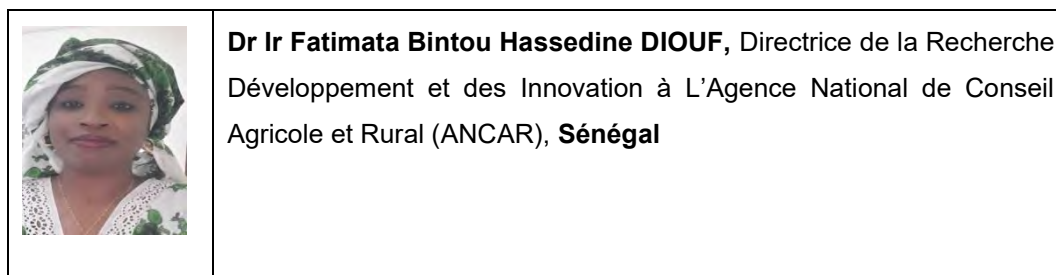 Dr Ir Fatimata Bintou Hassedine DIOUF, Directrice de la Recherche
Développement et des Innovation à L’Agence National de Conseil
Agricole et Rural (ANCAR), Sénégal